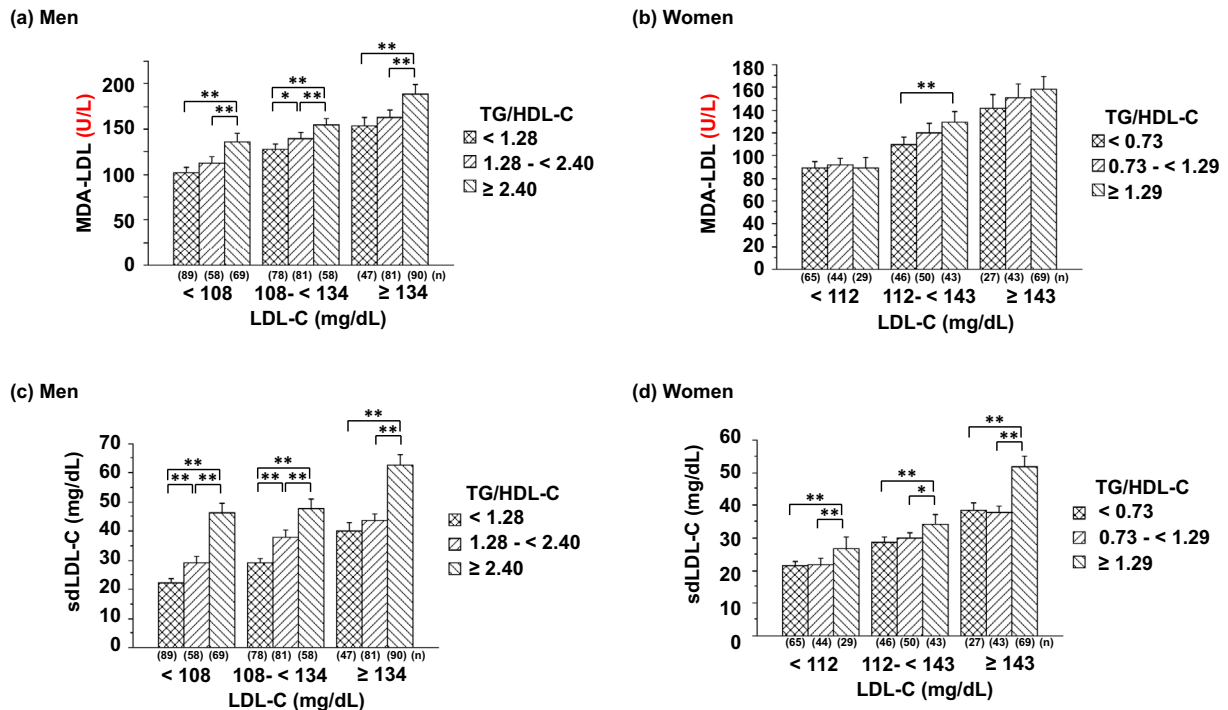 (a) Men
MDA-LDL (U/L)
200
150
100
50
0
** ** ** * ** ** **
(89) (58) (69) (78) (81) (58) (47) (81) (90) (n)
< 108 108- < 134 ≥ 134
LDL-C (mg/dL)
TG/HDL-C
< 1.28
1.28 - < 2.40
≥ 2.40
(b) Women
MDA-LDL (U/L)
180
160
140
120
100
80
60
40
20
0
**
(65) (44) (29) (46) (50) (43) (27) (43) (69) (n)
< 112 112- < 143 ≥ 143
LDL-C (mg/dL)
TG/HDL-C
< 0.73
0.73 - < 1.29
≥ 1.29
(c) Men
sdLDL-C (mg/dL)
70
60
50
40
30
20
10
0
** ** ** ** ** ** ** **
(89) (58) (69) (78) (81) (58) (47) (81) (90) (n)
< 108 108- < 134 ≥ 134
LDL-C (mg/dL)
TG/HDL-C
< 1.28
1.28 - < 2.40
≥ 2.40
(d) Women
sdLDL-C (mg/dL)
60
50
40
30
20
10
0
** ** ** * ** **
(65) (44) (29) (46) (50) (43) (27) (43) (69) (n)
< 112 112- < 143 ≥ 143
LDL-C (mg/dL)
TG/HDL-C
< 0.73
0.73 - < 1.29
≥ 1.29